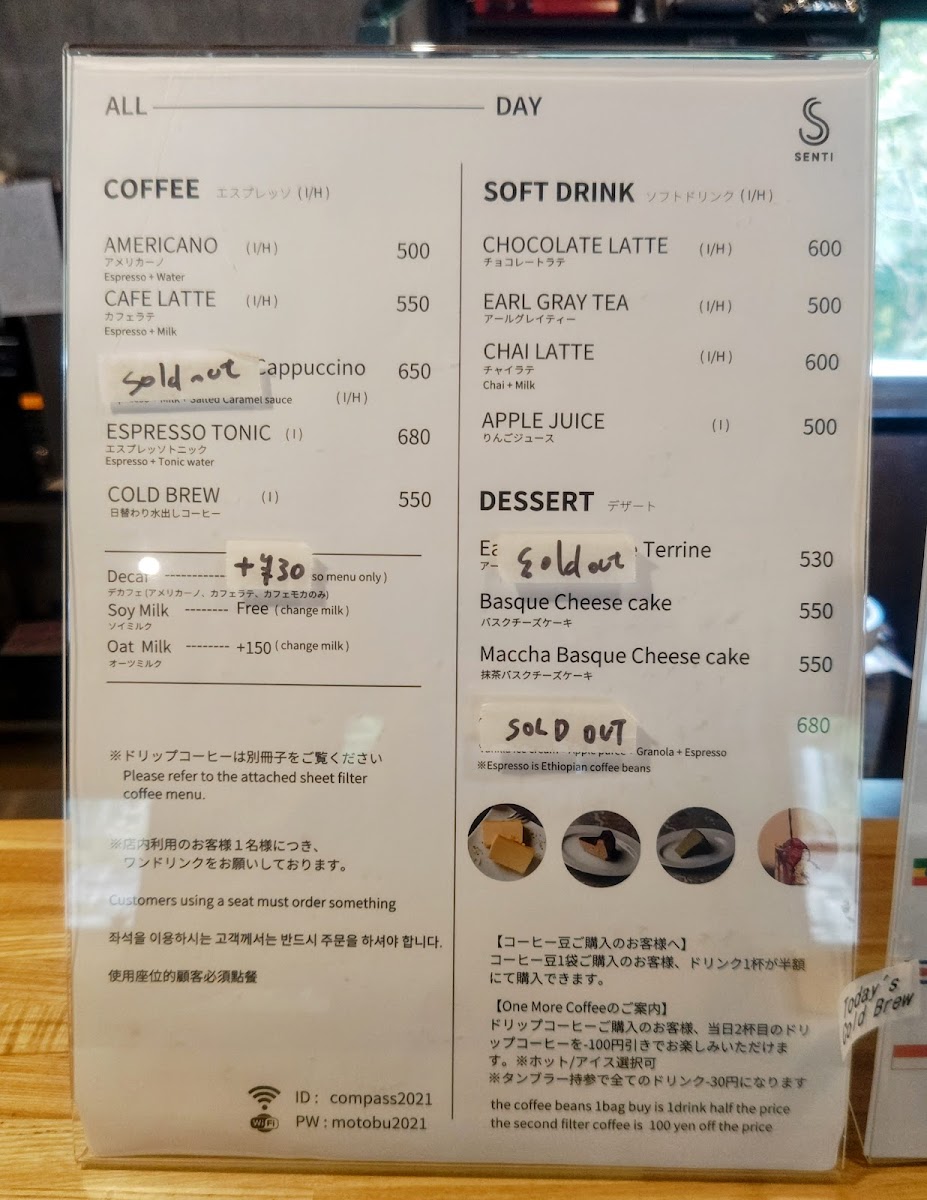 ALL DAY
S
SENTI
COFFEE エスプレッソ (I/H)
AMERICANO (I/H) 500
アメリカーノ
Espresso + Water
CAFE LATTE (I/H) 550
カフェラテ
Espresso + Milk
Sold out Cappuccino 650
Milk + Salted Caramel sauce (I/H)
ESPRESSO TONIC (I) 680
エスプレッソトニック
Espresso + Tonic water
COLD BREW (I) 550
日替わり水出しコーヒー
Decaf ----------- +¥30 so menu only )
デカフェ (アメリカーノ、カフェラテ、カフェモカのみ)
Soy Milk -------- Free ( change milk )
ソイミルク
Oat Milk -------- +150 ( change milk )
オーツミルク
※ドリップコーヒーは別冊子をご覧ください
Please refer to the attached sheet filter
coffee menu.
※店内利用のお客様１名様につき、
ワンドリンクをお願いしております。
Customers using a seat must order something
좌석을 이용하시는 고객께서는 반드시 주문을 하셔야 합니다.
使用座位的顧客必須點餐
ID : compass2021
WiFi PW : motobu2021
SOFT DRINK ソフトドリンク (I/H)
CHOCOLATE LATTE (I/H) 600
チョコレートラテ
EARL GRAY TEA (I/H) 500
アールグレイティー
CHAI LATTE (I/H) 600
チャイラテ
Chai + Milk
APPLE JUICE (I) 500
りんごジュース
DESSERT デザート
Ea Sold out Terrine 530
アー
Basque Cheese cake 550
バスクチーズケーキ
Maccha Basque Cheese cake 550
抹茶バスクチーズケーキ
SOLD OUT 680
Granola + Espresso
※Espresso is Ethiopian coffee beans
【コーヒー豆ご購入のお客様へ】
コーヒー豆1袋ご購入のお客様、ドリンク1杯が半額
にて購入できます。
【One More Coffeeのご案内】
ドリップコーヒーご購入のお客様、当日2杯目のドリ
ップコーヒーを-100円引きでお楽しみいただけま
す。※ホット/アイス選択可
※タンブラー持参で全てのドリンク-30円になります
the coffee beans 1bag buy is 1drink half the price
the second filter coffee is 100 yen off the price
Today's
Cold Brew